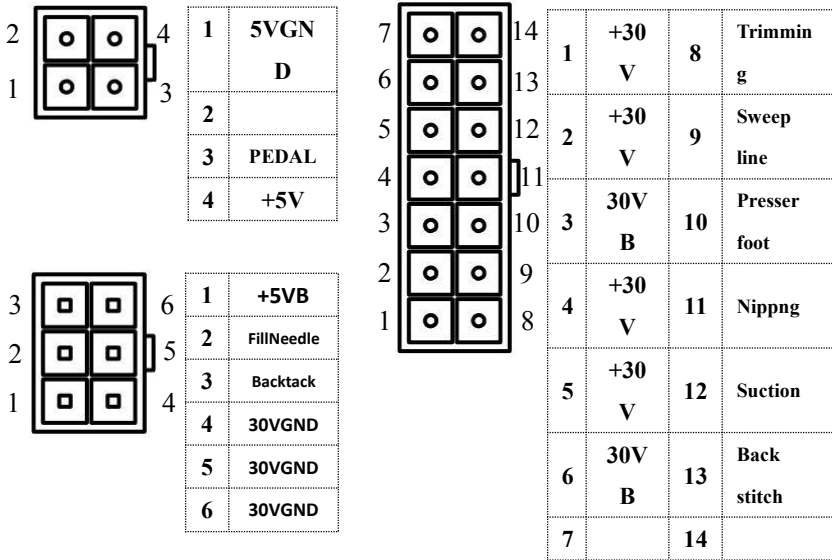 2 4
1 3
1 5VGN
D
2
3 PEDAL
4 +5V
3 6
2 5
1 4
1 +5VB
2 FillNeedle
3 Backtack
4 30VGND
5 30VGND
6 30VGND
7 14
6 13
5 12
4 11
3 10
2 9
1 8
1 +30 8 Trimmin
V g
2 +30 9 Sweep
V line
3 30V 10 Presser
B foot
4 +30 11 Nippng
V
5 +30 12 Suction
V
6 30V 13 Back
B stitch
7 14